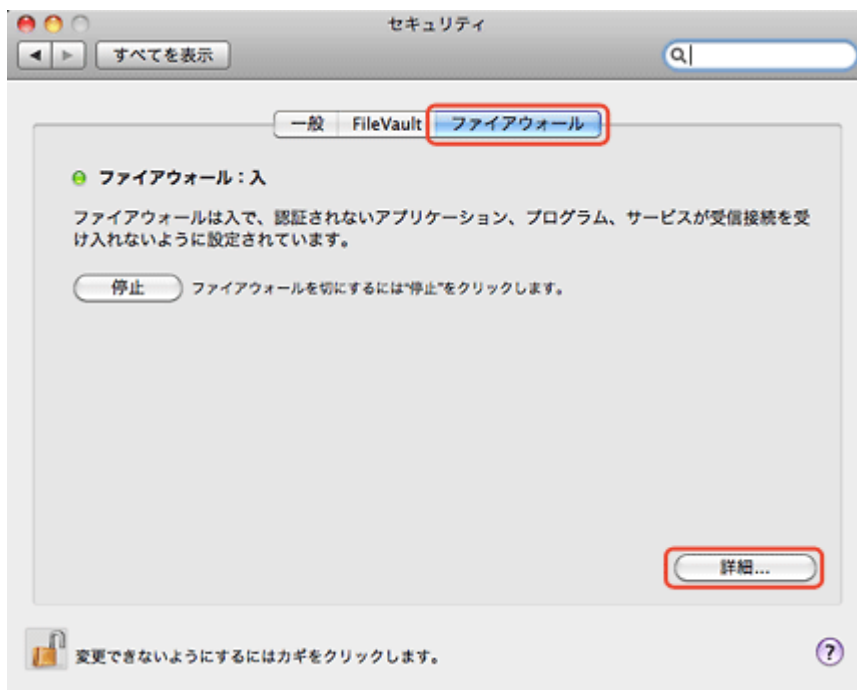 セキュリティ
すべてを表示
一般 FileVault ファイアウォール
ファイアウォール：入
ファイアウォールは入で、認証されないアプリケーション、プログラム、サービスが受信接続を受
け入れないように設定されています。
停止 ファイアウォールを切にするには“停止”をクリックします。
詳細...
変更できないようにするにはカギをクリックします。
?